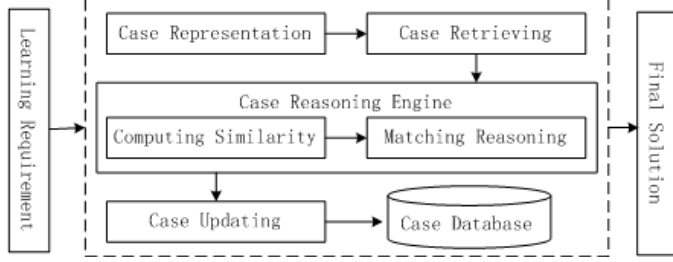 Learning Requirement
Case Representation
Case Retrieving
Case Reasoning Engine
Computing Similarity
Matching Reasoning
Case Updating
Case Database
Final Solution